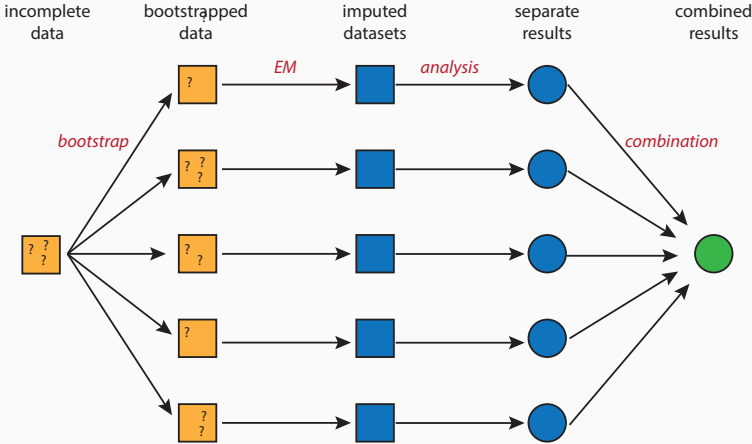 incomplete
data
bootstrapped
data
imputed
datasets
separate
results
combined
results
EM
analysis
bootstrap
combination
?
? ?
?
? ?
?
?
?
?
?
?